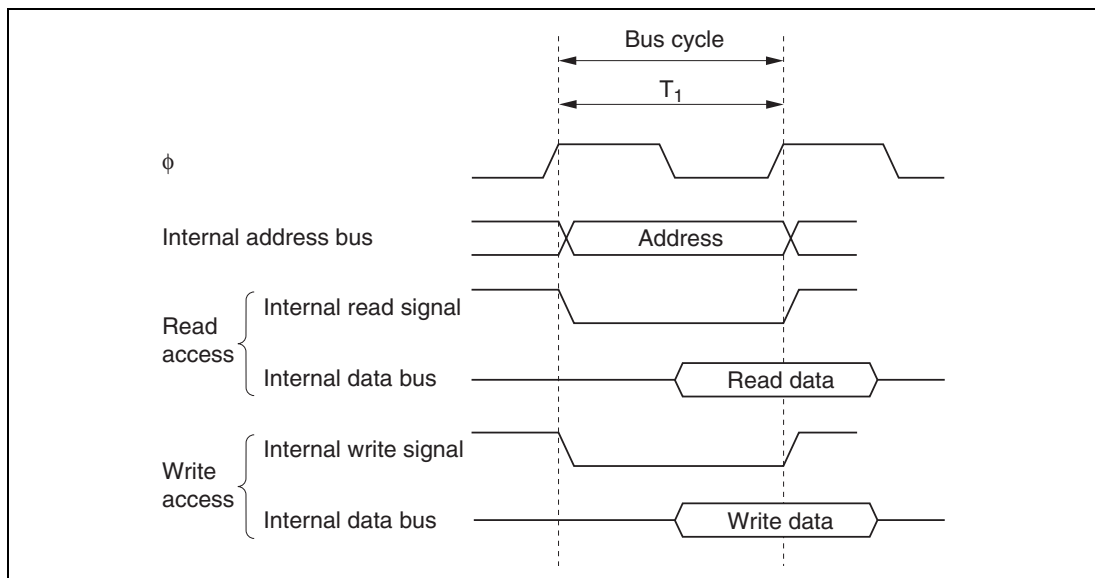 Bus cycle
T₁
ϕ
Internal address bus
Address
Read
access
Internal read signal
Internal data bus
Read data
Write
access
Internal write signal
Internal data bus
Write data